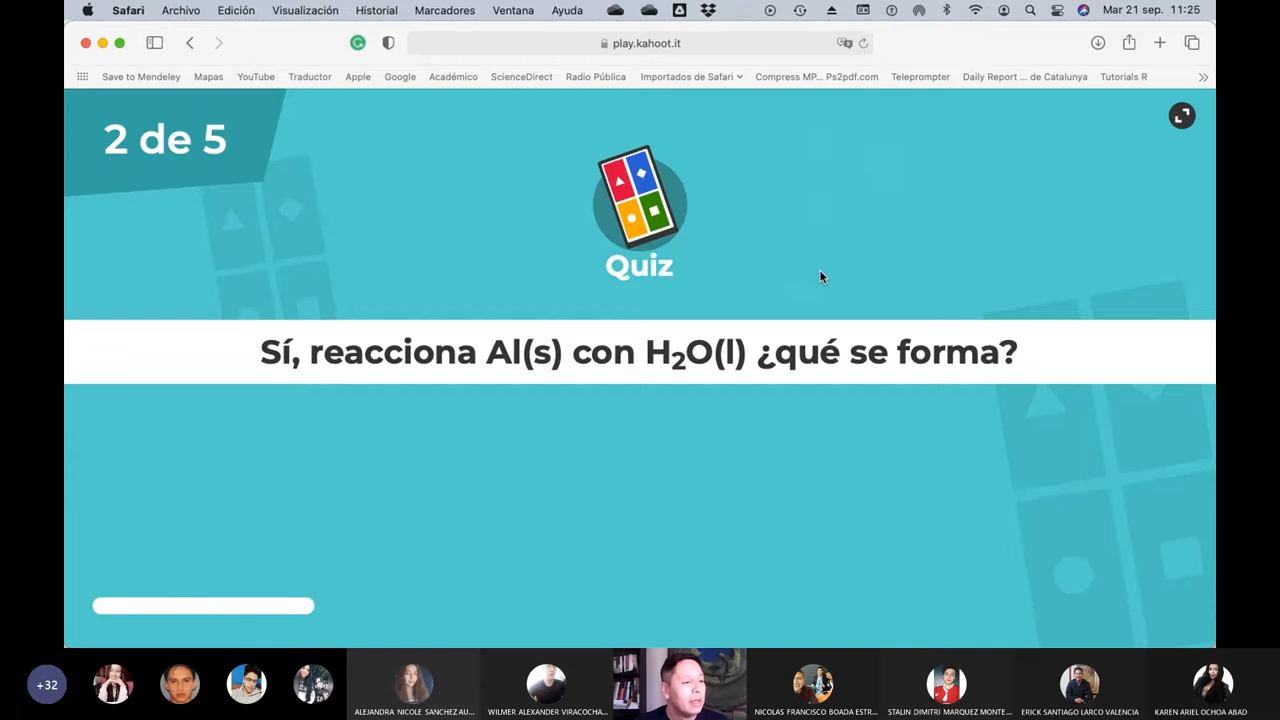 Safari Archivo Edición Visualización Historial Marcadores Ventana Ayuda Mar 21 sep. 11:25
play.kahoot.it
Save to Mendeley Mapas YouTube Traductor Apple Google Académico ScienceDirect Radio Pública Importados de Safari Compress MP... Ps2pdf.com Teleprompter Daily Report ... de Catalunya Tutorials R
2 de 5
Quiz
Sí, reacciona Al(s) con H₂O(l) ¿qué se forma?
+32
ALEJANDRA NICOLE SANCHEZ AU... WILMER ALEXANDER VIRACOCHA... NICOLAS FRANCISCO BOADA ESTR... STALIN DIMITRI MARQUEZ MONTE... ERICK SANTIAGO LARCO VALENCIA KAREN ARIEL OCHOA ABAD